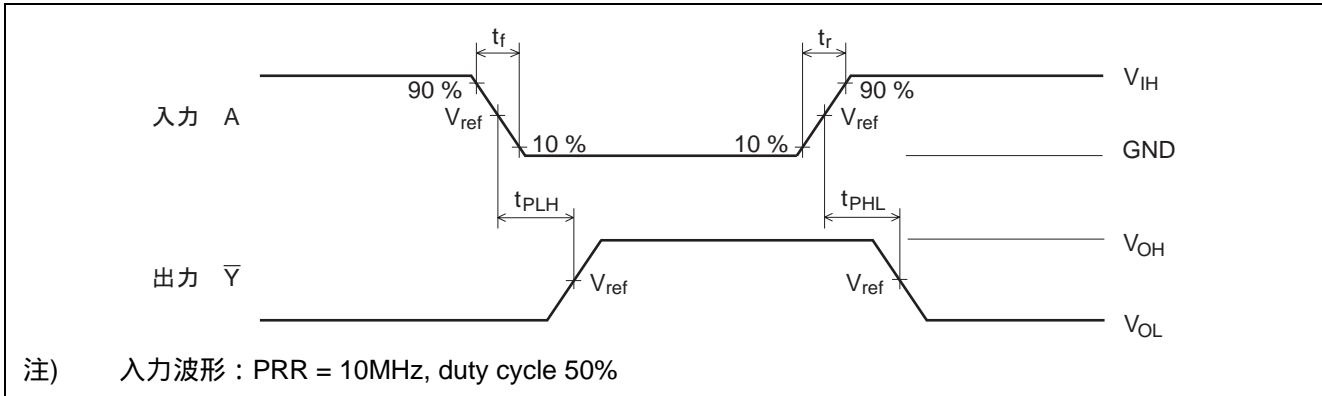 tf tr
90 % 90 % VIH
入力 A Vref Vref
10 % 10 % GND
tPLH tPHL
VOH
出力 Y̅ Vref Vref
VOL
注) 入力波形：PRR = 10MHz, duty cycle 50%